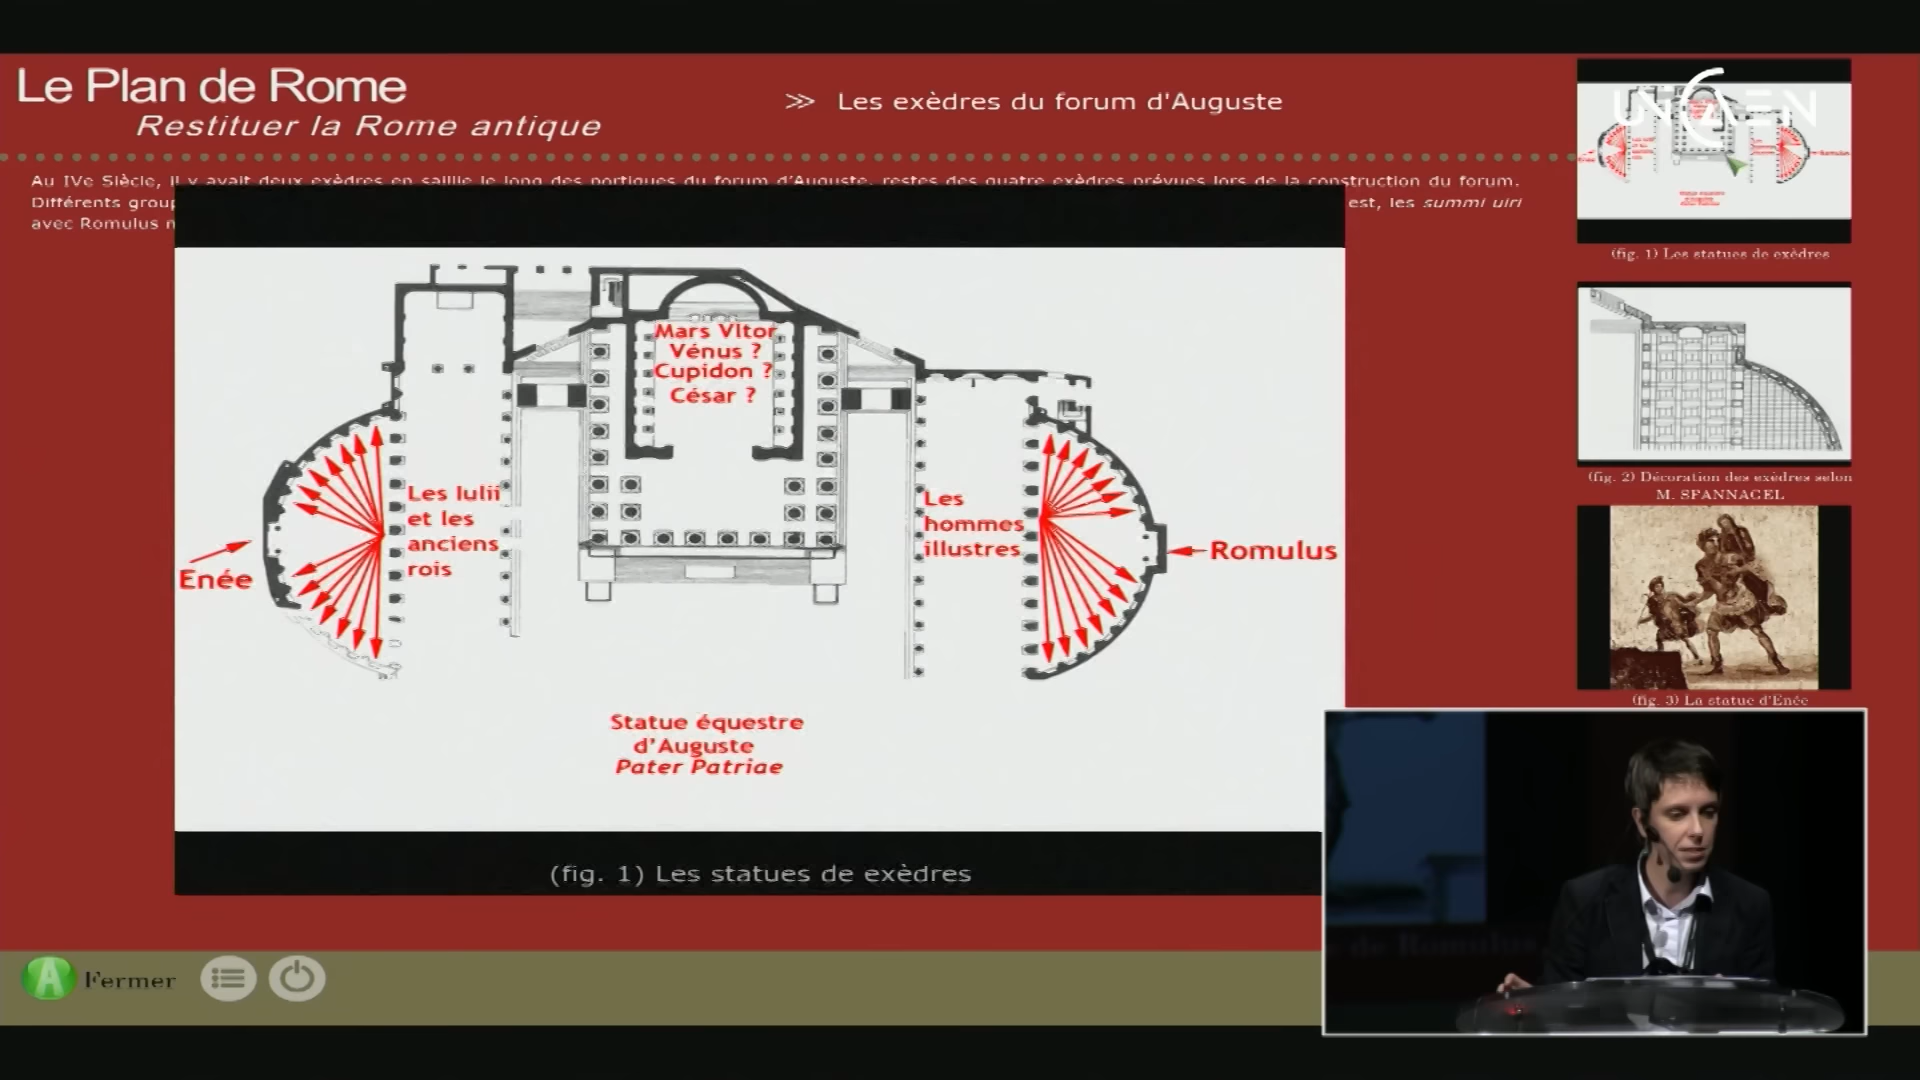 Le Plan de Rome
Restituer la Rome antique
>> Les exèdres du forum d'Auguste
UNICAEN
Au IVe Siècle, il y avait deux exèdres en saillie le long des portiques du forum d'Auguste, restes des quatre exèdres prévues lors de la construction du forum.
Différents group
est, les summi uiri
avec Romulus
Mars Vltor
Vénus ?
Cupidon ?
César ?
Les Iulii
et les
anciens
rois
Les
hommes
illustres
Enée
Romulus
Statue équestre
d'Auguste
Pater Patriae
(fig. 1) Les statues de exèdres
(fig. 1) Les statues de exèdres
(fig. 2) Décoration des exèdres selon
M. SPANNAGEL
(fig. 3) La statue d'Énée
A Fermer